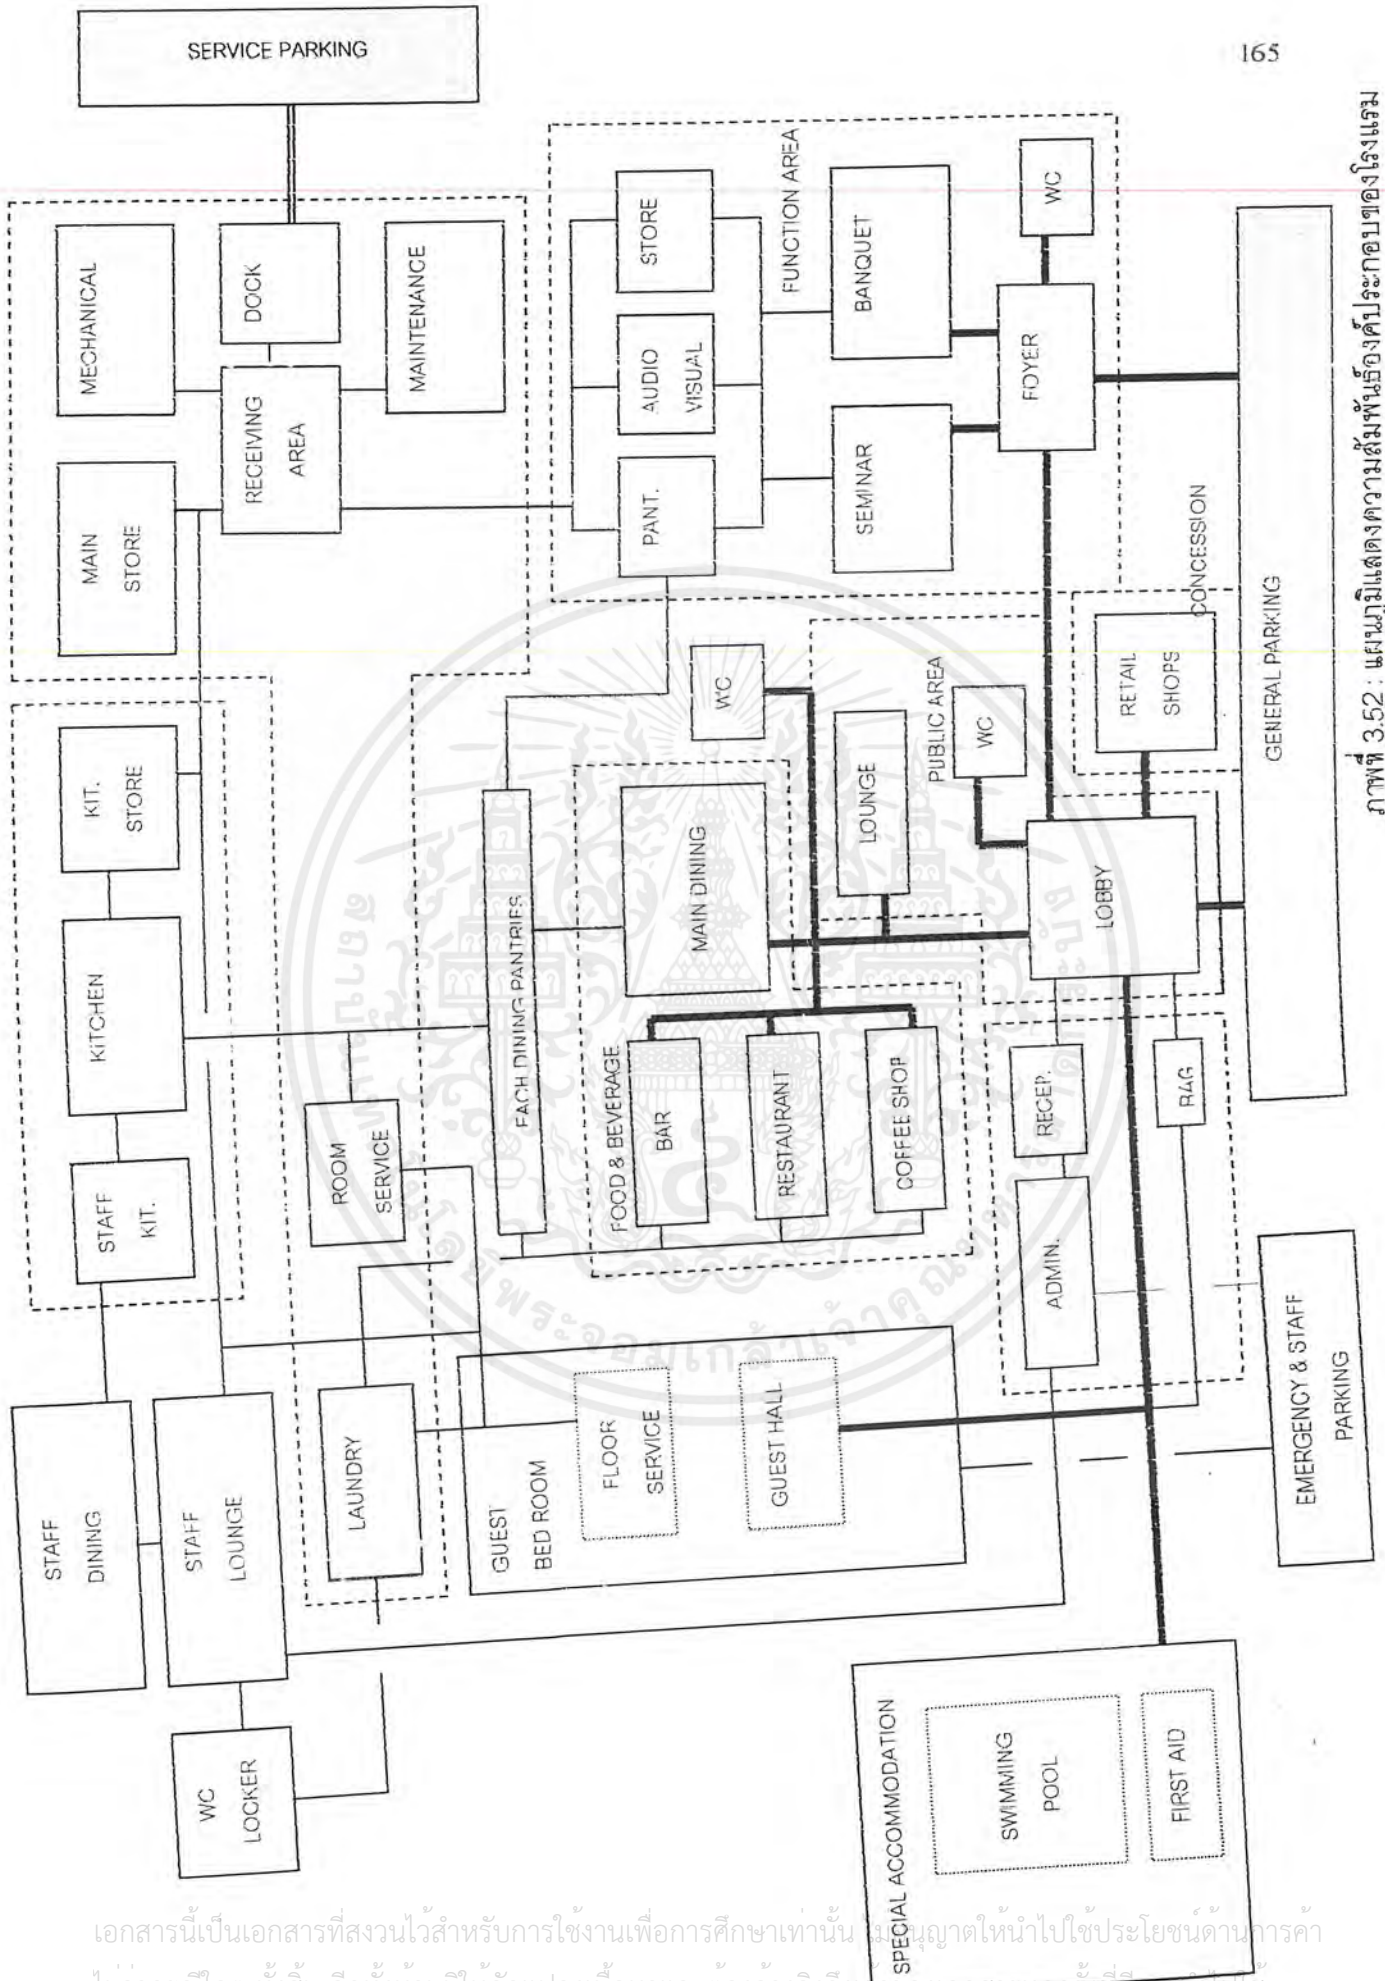 165
SERVICE PARKING
MECHANICAL
DOCK
MAINTENANCE
MAIN
STORE
RECEIVING
AREA
STORE
AUDIO
VISUAL
PANT.
FUNCTION AREA
BANQUET
SEMINAR
WC
FOYER
KIT.
STORE
KITCHEN
STAFF
KIT.
ROOM
SERVICE
EACH DINING PANTRIES
WC
MAIN DINING
LOUNGE
PUBLIC AREA
WC
RETAIL
SHOPS
CONCESSION
GENERAL PARKING
LOBBY
FOOD & BEVERAGE
BAR
RESTAURANT
COFFEE SHOP
RECEP.
BAG
ADMIN.
STAFF
DINING
STAFF
LOUNGE
WC
LOCKER
LAUNDRY
GUEST
BED ROOM
FLOOR
SERVICE
GUEST HALL
EMERGENCY & STAFF
PARKING
SPECIAL ACCOMMODATION
SWIMMING
POOL
FIRST AID
ภาพที่ 3.52 : แผนภูมิแสดงความสัมพันธ์องค์ประกอบของโรงแรม
เอกสารนี้เป็นเอกสารที่สงวนไว้สำหรับการใช้งานเพื่อการศึกษาเท่านั้น ไม่อนุญาตให้นำไปใช้ประโยชน์ด้านการค้า